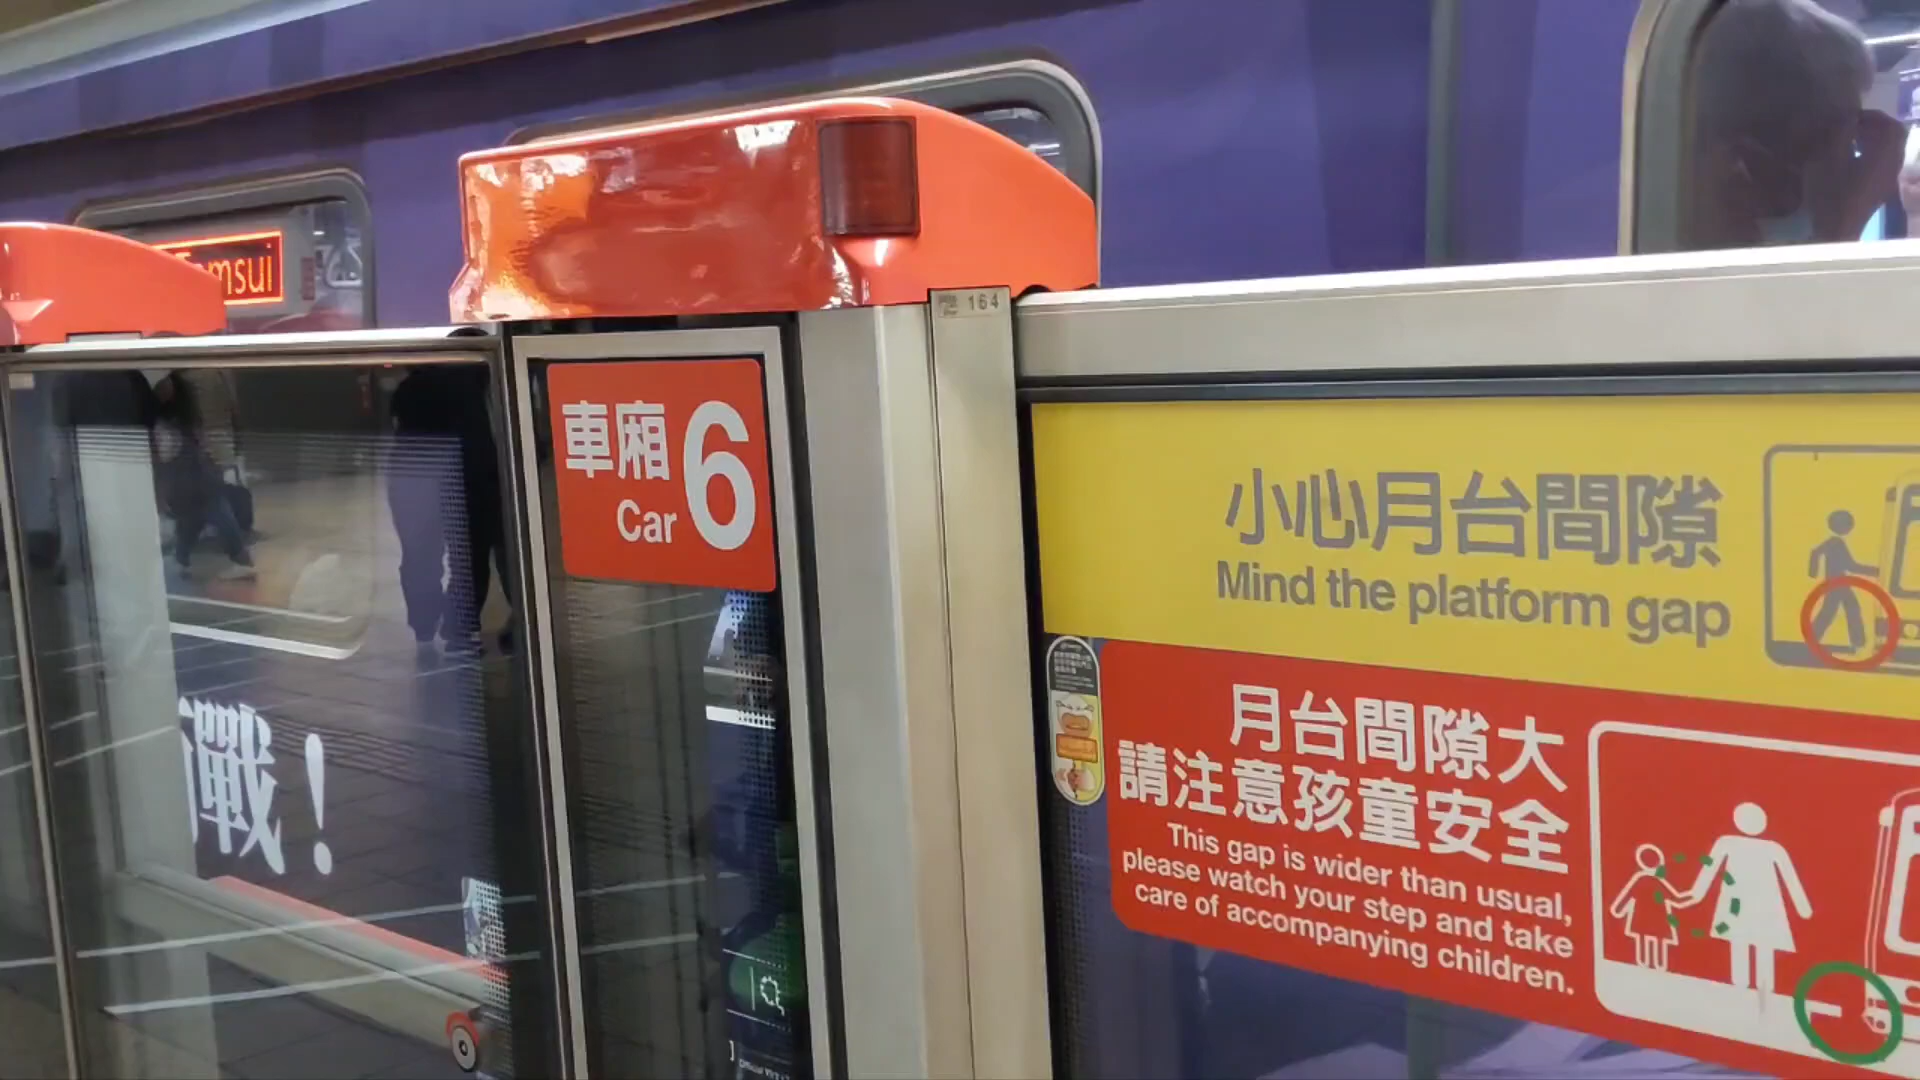 Tamsui
164
車廂
Car
6
小心月台間隙
Mind the platform gap
月台間隙大
請注意孩童安全
This gap is wider than usual,
please watch your step and take
care of accompanying children.
戰！